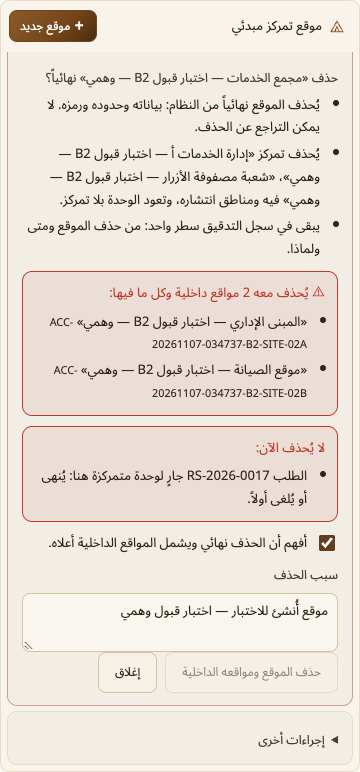 موقع تمركز مبدئي
+ موقع جديد
حذف «مجمع الخدمات — اختبار قبول B2 — وهمي» نهائياً؟
• يُحذف الموقع نهائياً من النظام: بياناته وحدوده ورمزه. لا
يمكن التراجع عن الحذف.
• يُحذف تمركز «إدارة الخدمات أ — اختبار قبول B2 —
وهمي»، «شعبة مصفوفة الأزرار — اختبار قبول B2 —
وهمي» فيه ومناطق انتشاره، وتعود الوحدة بلا تمركز.
• يبقى في سجل التدقيق سطر واحد: من حذف الموقع ومتى
ولماذا.
⚠ يُحذف معه 2 مواقع داخلية وكل ما فيها:
• «المبنى الإداري — اختبار قبول B2 — وهمي» ACC-
20261107-034737-B2-SITE-02A
• «موقع الصيانة — اختبار قبول B2 — وهمي» ACC-
20261107-034737-B2-SITE-02B
لا يُحذف الآن:
• الطلب RS-2026-0017 جارٍ لوحدة متمركزة هنا: يُنهى
أو يُلغى أولاً.
أفهم أن الحذف نهائي ويشمل المواقع الداخلية أعلاه.
سبب الحذف
موقع أُنشئ للاختبار — اختبار قبول وهمي
حذف الموقع ومواقعه الداخلية
إغلاق
◀ إجراءات أخرى